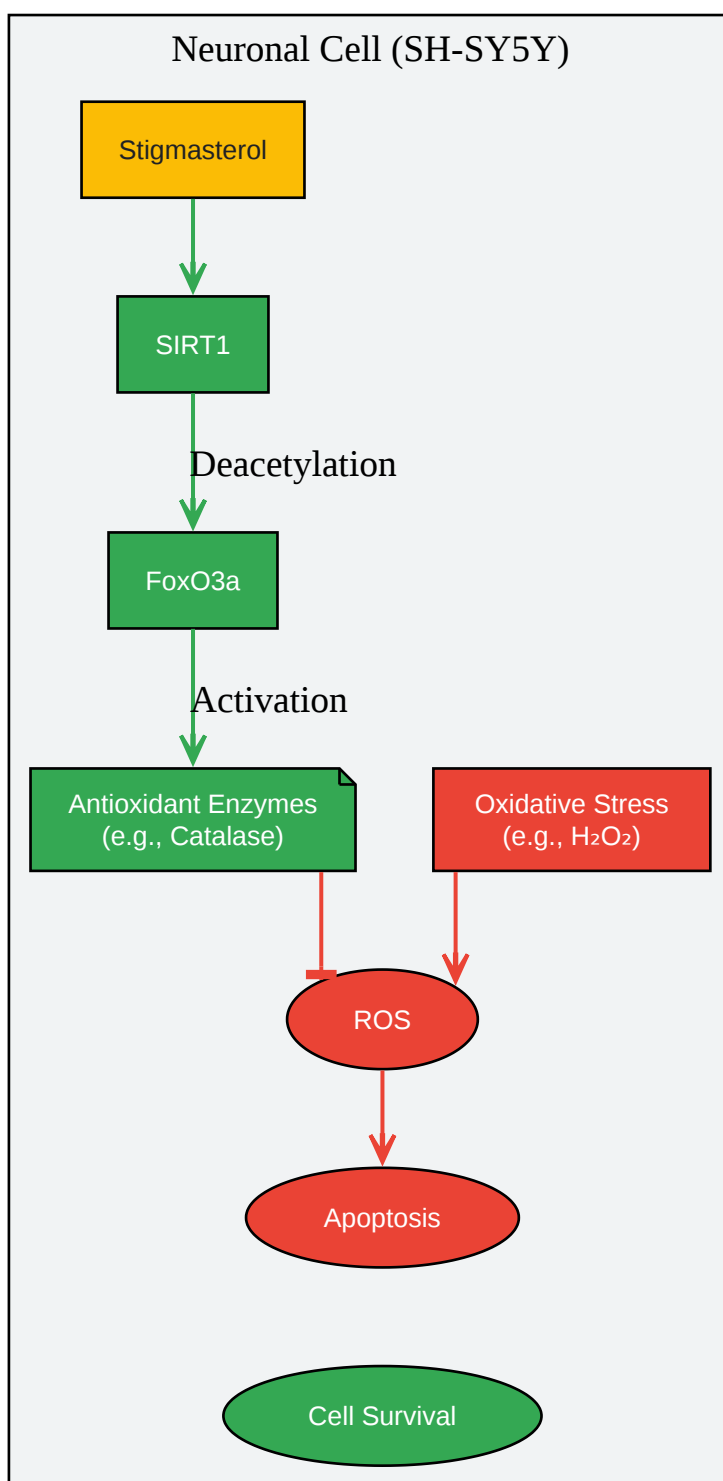 Neuronal Cell (SH-SY5Y)
Stigmasterol
SIRT1
Deacetylation
FoxO3a
Activation
Antioxidant Enzymes
(e.g., Catalase)
Oxidative Stress
(e.g., H₂O₂)
ROS
Apoptosis
Cell Survival